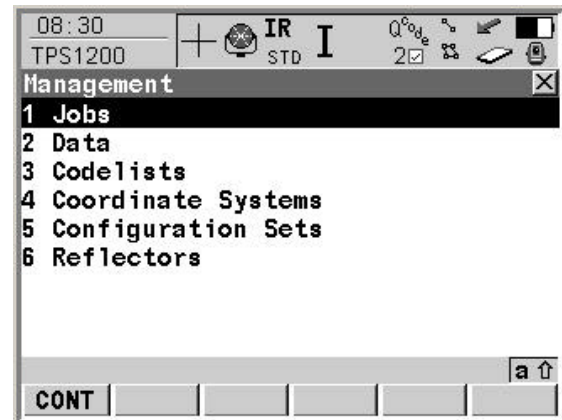 08:30
TPS1200
IR
STD
I
Qcode
2
Management
1 Jobs
2 Data
3 Codelists
4 Coordinate Systems
5 Configuration Sets
6 Reflectors
a
CONT